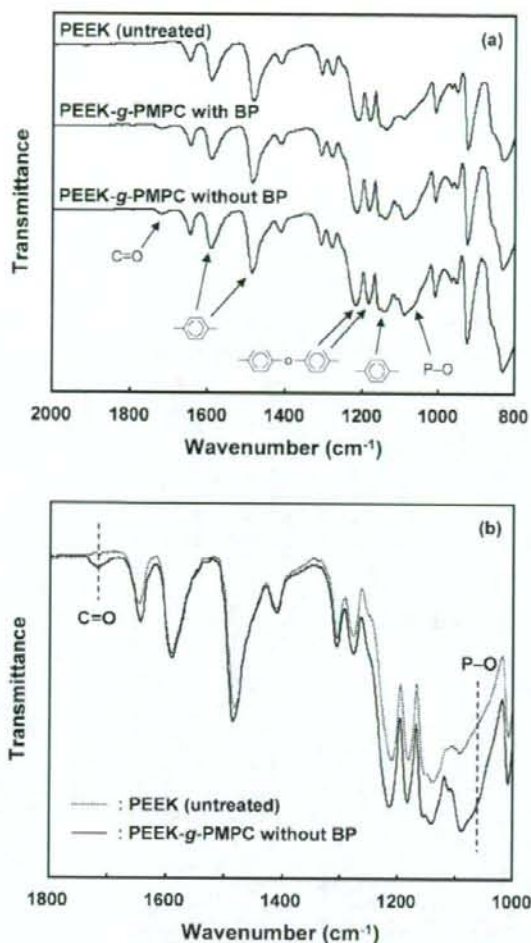 (a)
PEEK (untreated)
PEEK-g-PMPC with BP
PEEK-g-PMPC without BP
C=O
O
P–O
Transmittance
2000 1800 1600 1400 1200 1000 800
Wavenumber (cm-1)
(b)
C=O
P–O
Transmittance
: PEEK (untreated)
: PEEK-g-PMPC without BP
1800 1600 1400 1200 1000
Wavenumber (cm-1)